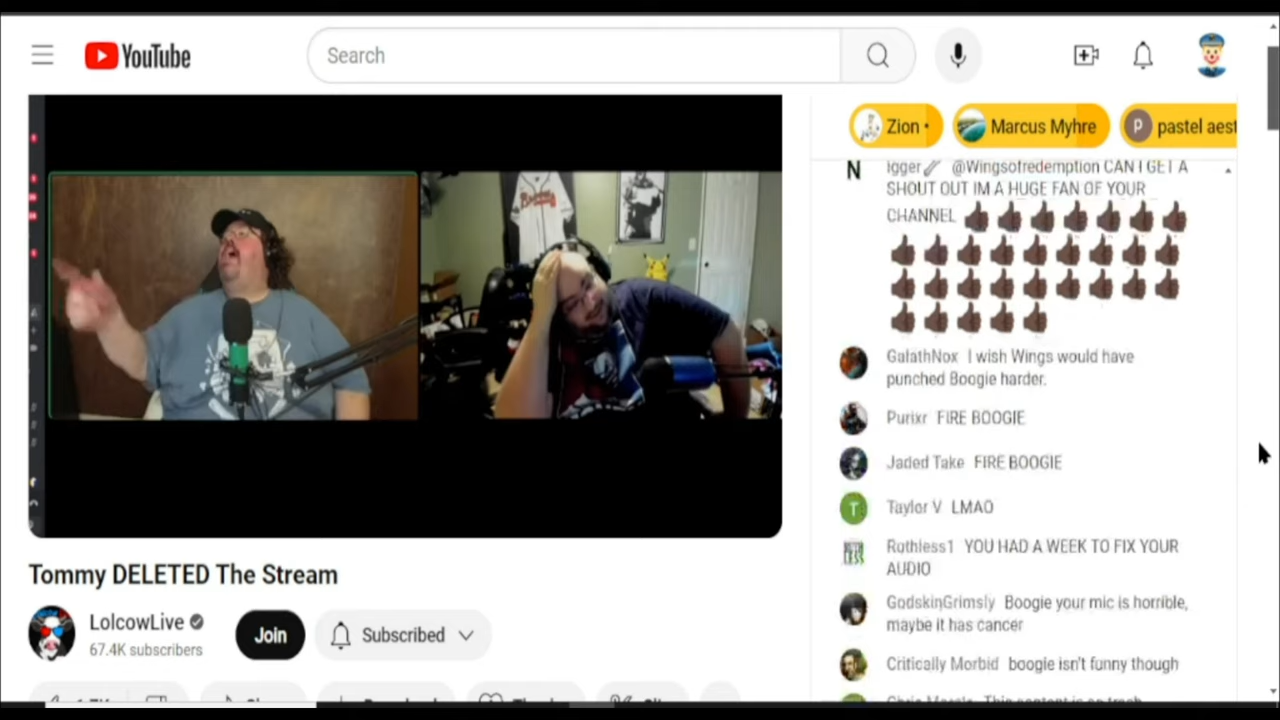 YouTube
Search
Zion •
Marcus Myhre
P pastel aest
N igger @Wingsofredemption CAN I GET A
SHOUT OUT IM A HUGE FAN OF YOUR
CHANNEL
GalathNox I wish Wings would have
punched Boogie harder.
Purixr FIRE BOOGIE
Jaded Take FIRE BOOGIE
T Taylor V LMAO
Ruthless1 YOU HAD A WEEK TO FIX YOUR
AUDIO
GodskinGrimsly Boogie your mic is horrible,
maybe it has cancer
Critically Morbid boogie isn't funny though
Tommy DELETED The Stream
LolcowLive
67.4K subscribers
Join
Subscribed